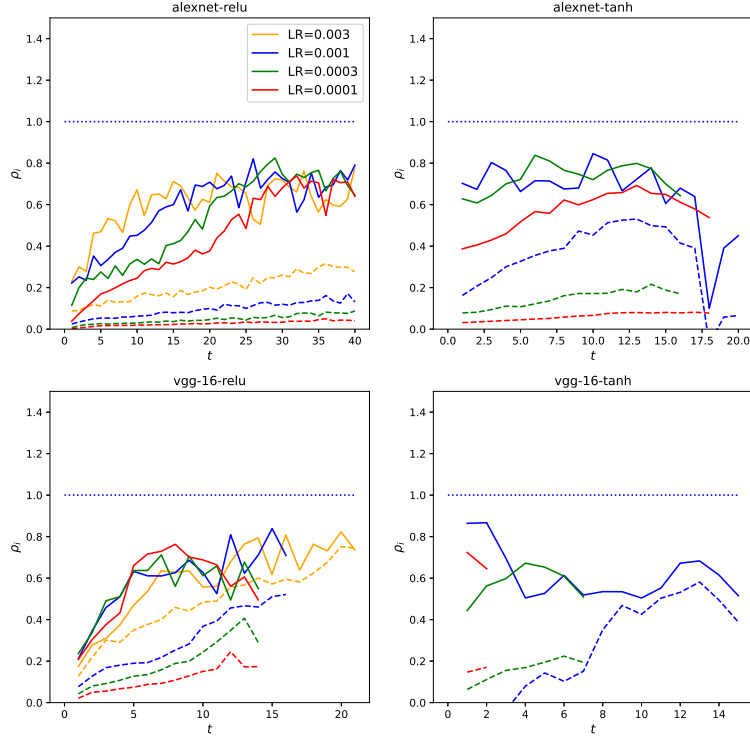 alexnet-relu
1.4
1.2
1.0
0.8
0.6
0.4
0.2
0.0
ρi
0 5 10 15 20 25 30 35 40
t
LR=0.003
LR=0.001
LR=0.0003
LR=0.0001
alexnet-tanh
1.4
1.2
1.0
0.8
0.6
0.4
0.2
0.0
ρi
0.0 2.5 5.0 7.5 10.0 12.5 15.0 17.5 20.0
t
vgg-16-relu
1.4
1.2
1.0
0.8
0.6
0.4
0.2
0.0
ρi
0 5 10 15 20
t
vgg-16-tanh
1.4
1.2
1.0
0.8
0.6
0.4
0.2
0.0
ρi
0 2 4 6 8 10 12 14
t